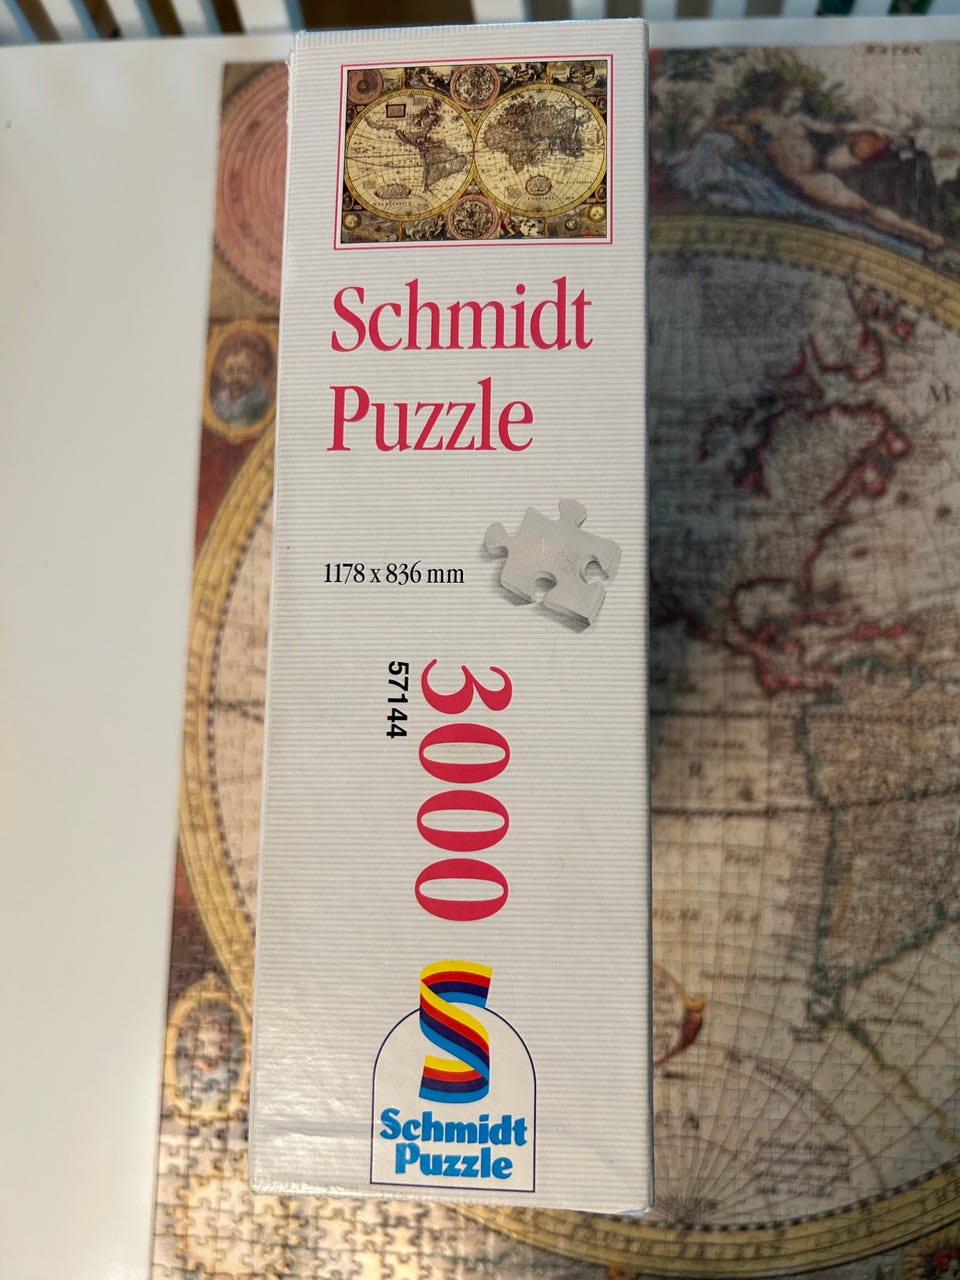 Schmidt
Puzzle
1178 x 836 mm
3000
57144
Schmidt
Puzzle